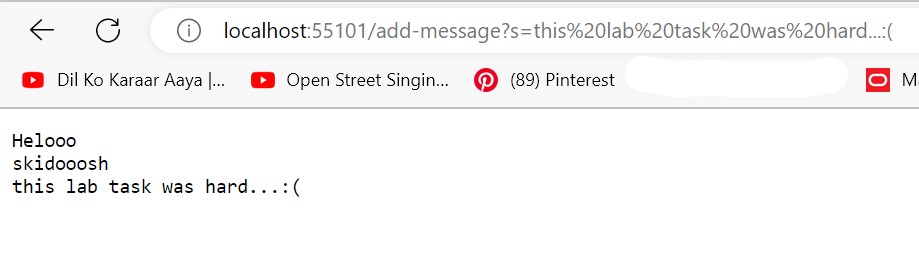 localhost:55101/add-message?s=this%20lab%20task%20was%20hard...:(
Dil Ko Karaar Aaya |... Open Street Singin... (89) Pinterest Ma
Helooo
skidooosh
this lab task was hard...:(